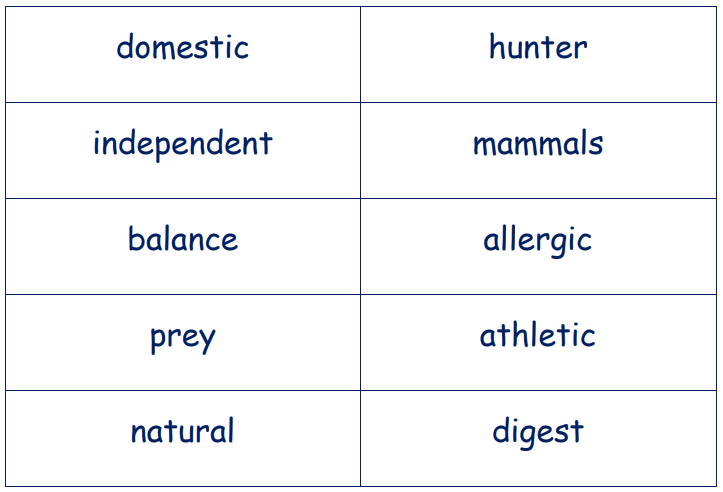 domestic hunter
independent mammals
balance allergic
prey athletic
natural digest